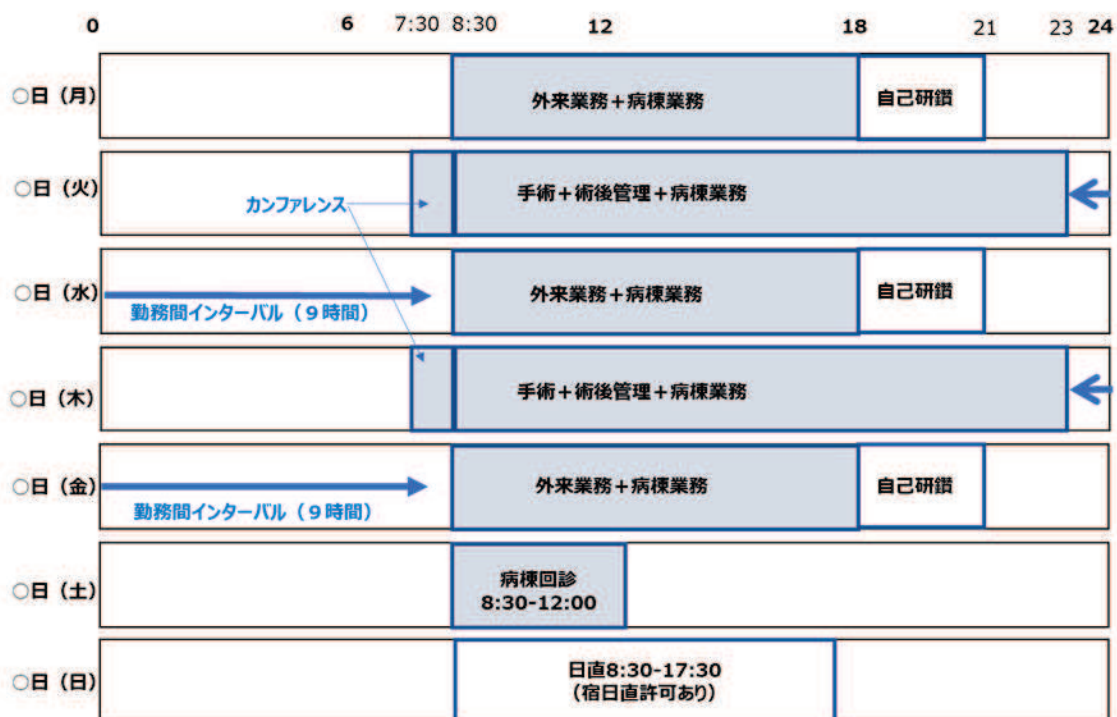 0 6 7:30 8:30 12 18 21 23 24
○日（月） 外来業務＋病棟業務 自己研鑽
○日（火） 手術＋術後管理＋病棟業務
カンファレンス
○日（水） 外来業務＋病棟業務 自己研鑽
勤務間インターバル（９時間）
○日（木） 手術＋術後管理＋病棟業務
○日（金） 外来業務＋病棟業務 自己研鑽
勤務間インターバル（９時間）
○日（土） 病棟回診
8:30-12:00
○日（日） 日直8:30-17:30
（宿日直許可あり）